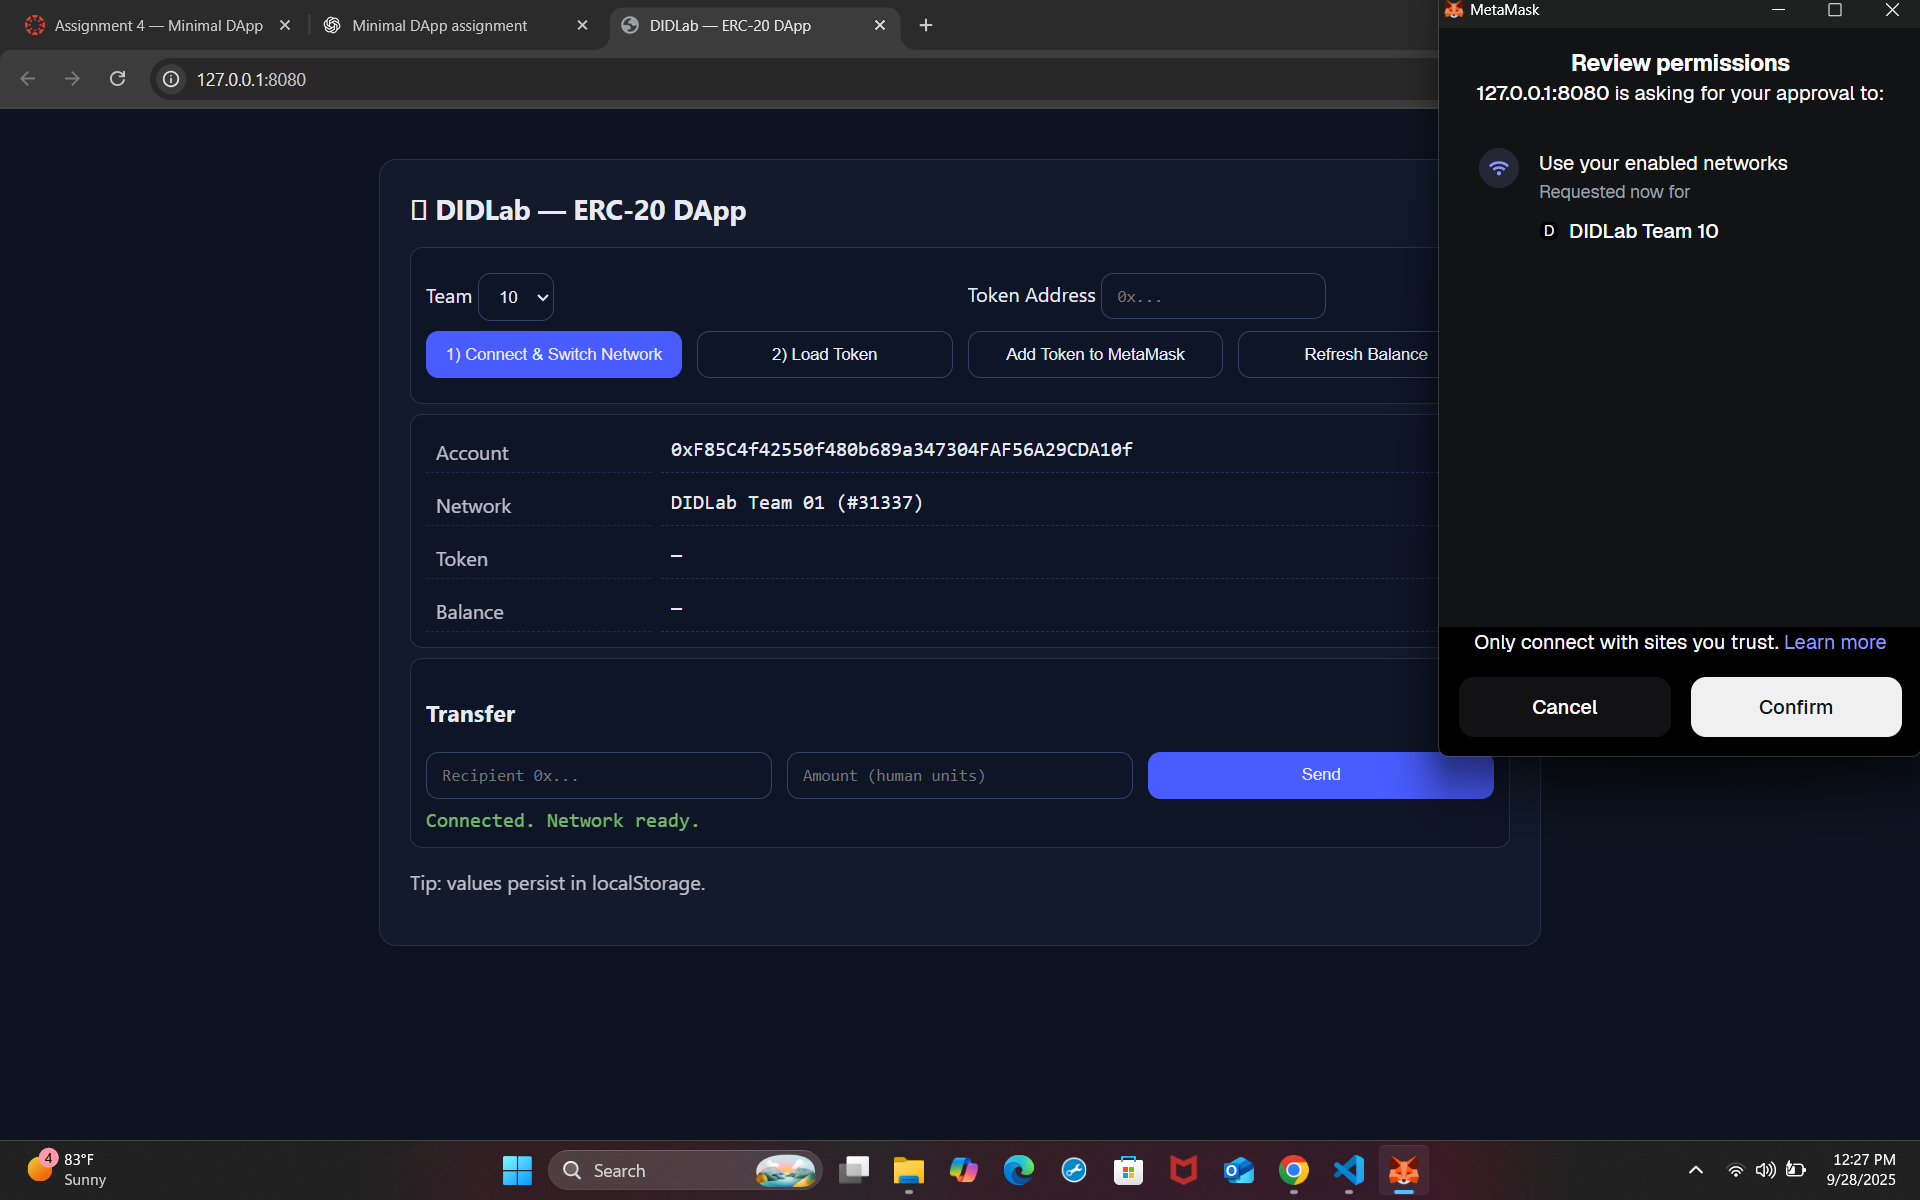 Assignment 4 — Minimal DApp
Minimal DApp assignment
DIDLab — ERC-20 DApp
127.0.0.1:8080
MetaMask
Review permissions
127.0.0.1:8080 is asking for your approval to:
Use your enabled networks
Requested now for
D DIDLab Team 10
Only connect with sites you trust. Learn more
Cancel
Confirm
DIDLab — ERC-20 DApp
Team 10
Token Address 0x...
1) Connect & Switch Network
2) Load Token
Add Token to MetaMask
Refresh Balance
Account 0xF85C4f42550f480b689a347304FAF56A29CDA10f
Network DIDLab Team 01 (#31337)
Token —
Balance —
Transfer
Recipient 0x...
Amount (human units)
Send
Connected. Network ready.
Tip: values persist in localStorage.
4
83°F
Sunny
Search
12:27 PM
9/28/2025